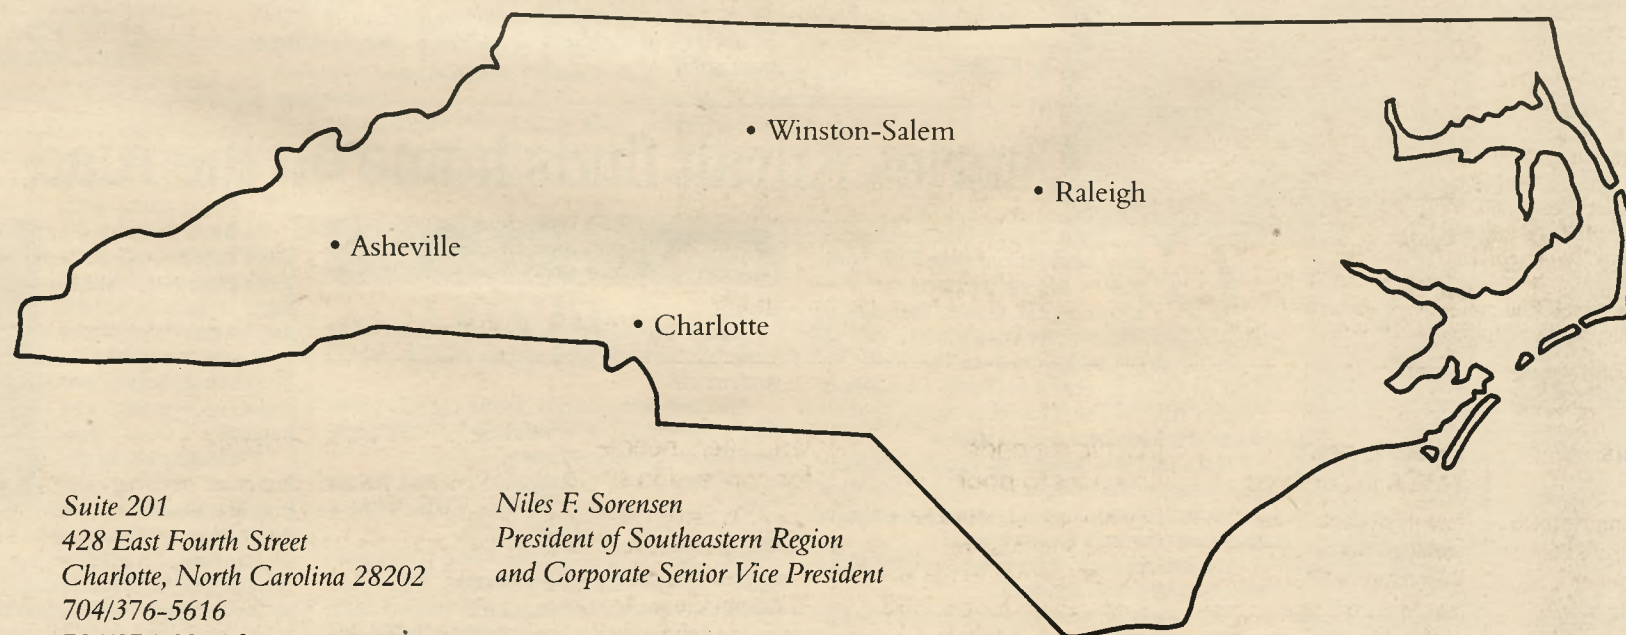 Winston-Salem
Raleigh
Asheville
Charlotte
Suite 201
428 East Fourth Street
Charlotte, North Carolina 28202
704/376-5616
Niles F. Sorensen
President of Southeastern Region
and Corporate Senior Vice President